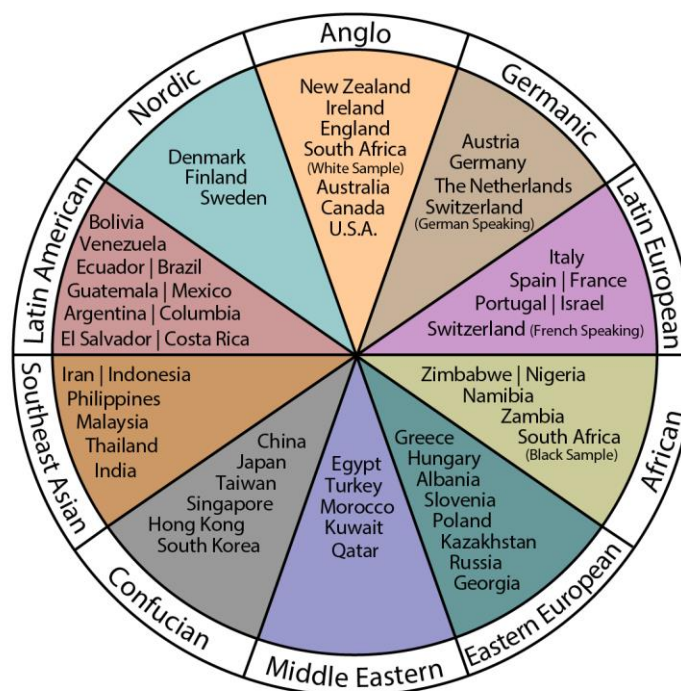 Anglo
New Zealand
Ireland
England
South Africa
(White Sample)
Australia
Canada
U.S.A.
Germanic
Austria
Germany
The Netherlands
Switzerland
(German Speaking)
Latin European
Italy
Spain | France
Portugal | Israel
Switzerland (French Speaking)
African
Zimbabwe | Nigeria
Namibia
Zambia
South Africa
(Black Sample)
Eastern European
Greece
Hungary
Albania
Slovenia
Poland
Kazakhstan
Russia
Georgia
Middle Eastern
Egypt
Turkey
Morocco
Kuwait
Qatar
Confucian
China
Japan
Taiwan
Singapore
Hong Kong
South Korea
Southeast Asian
Iran | Indonesia
Philippines
Malaysia
Thailand
India
Latin American
Bolivia
Venezuela
Ecuador | Brazil
Guatemala | Mexico
Argentina | Columbia
El Salvador | Costa Rica
Nordic
Denmark
Finland
Sweden